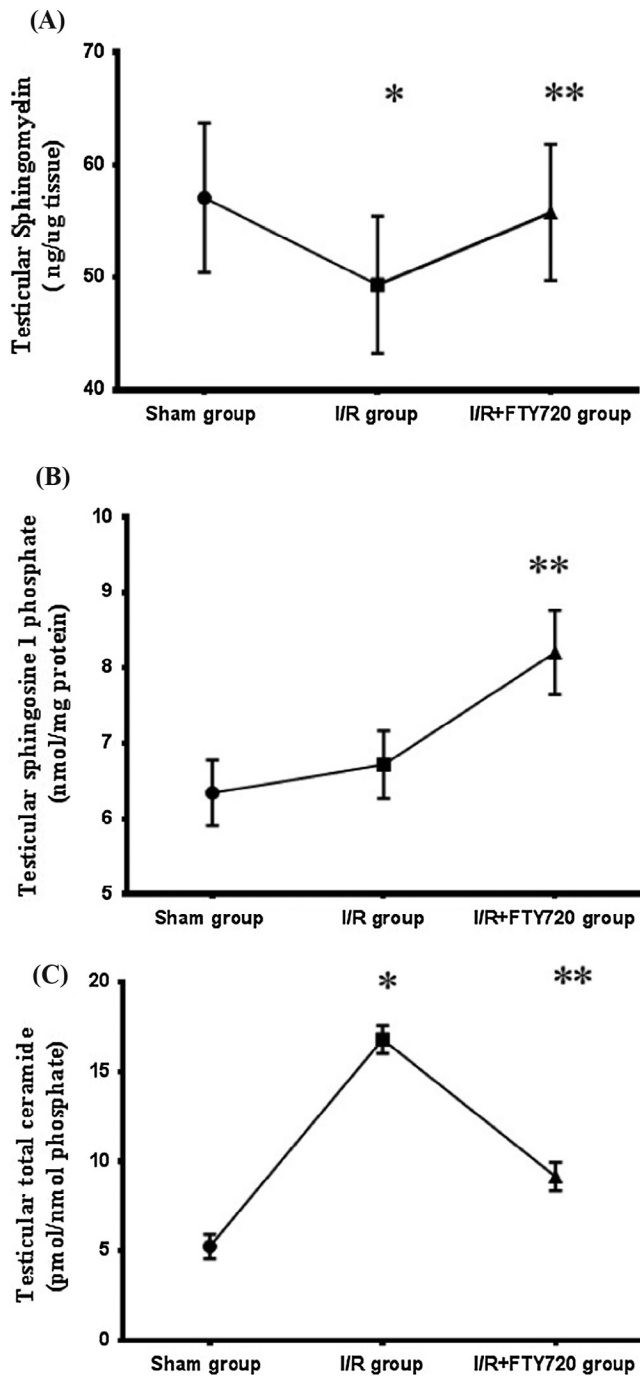 (A)
Testicular Sphingomydin
( ng/ug tissue)
70
60
50
40
*
**
Sham group
I/R group
I/R+FTY720 group
(B)
Testicular sphingosine 1 phosphate
(nmol/mg protein)
10
9
8
7
6
5
**
Sham group
I/R group
I/R+FTY720 group
(C)
Testicular total ceramide
(pmol/nmol phosphate)
20
15
10
5
0
*
**
Sham group
I/R group
I/R+FTY720 group